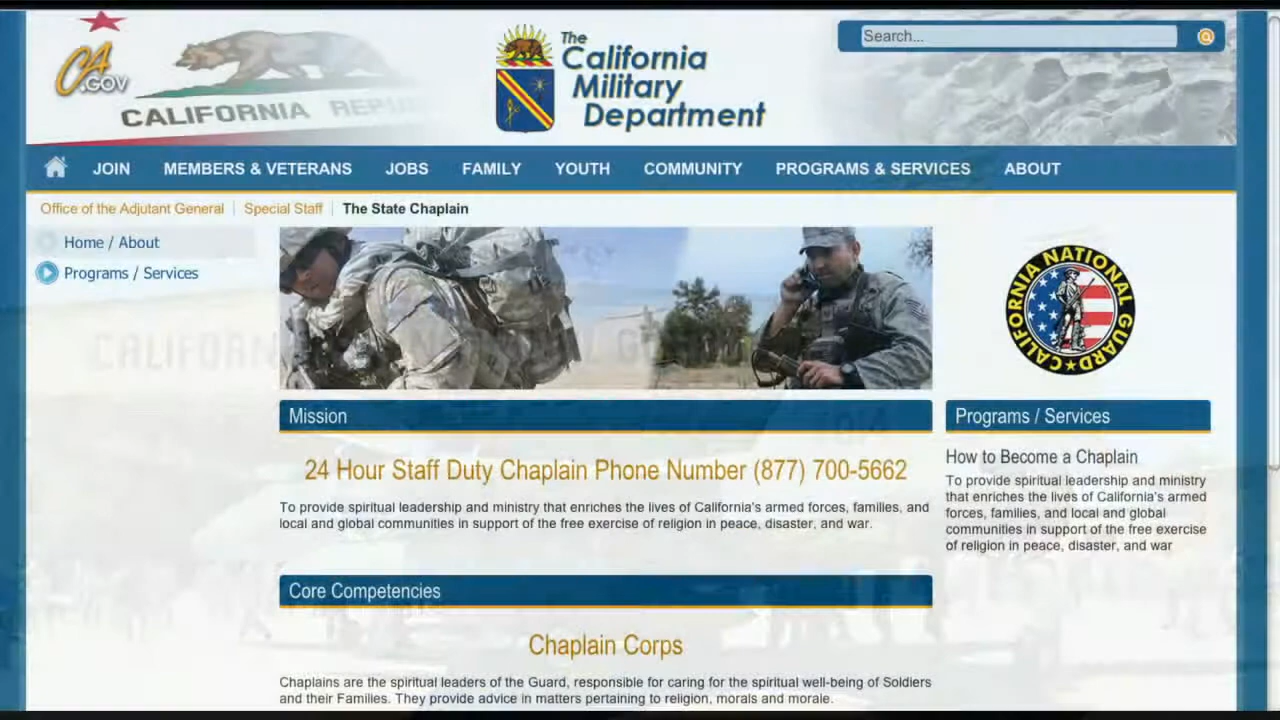 CA
.GOV
CALIFORNIA REPU
The
California
Military
Department
Search...
JOIN MEMBERS & VETERANS JOBS FAMILY YOUTH COMMUNITY PROGRAMS & SERVICES ABOUT
Office of the Adjutant General Special Staff The State Chaplain
Home / About
Programs / Services
CALIFORNIA NATIONAL GUARD
CALIFORN
Mission
24 Hour Staff Duty Chaplain Phone Number (877) 700-5662
To provide spiritual leadership and ministry that enriches the lives of California's armed forces, families, and
local and global communities in support of the free exercise of religion in peace, disaster, and war.
Programs / Services
How to Become a Chaplain
To provide spiritual leadership and ministry
that enriches the lives of California's armed
forces, families, and local and global
communities in support of the free exercise
of religion in peace, disaster, and war
Core Competencies
Chaplain Corps
Chaplains are the spiritual leaders of the Guard, responsible for caring for the spiritual well-being of Soldiers
and their Families. They provide advice in matters pertaining to religion, morals and morale.